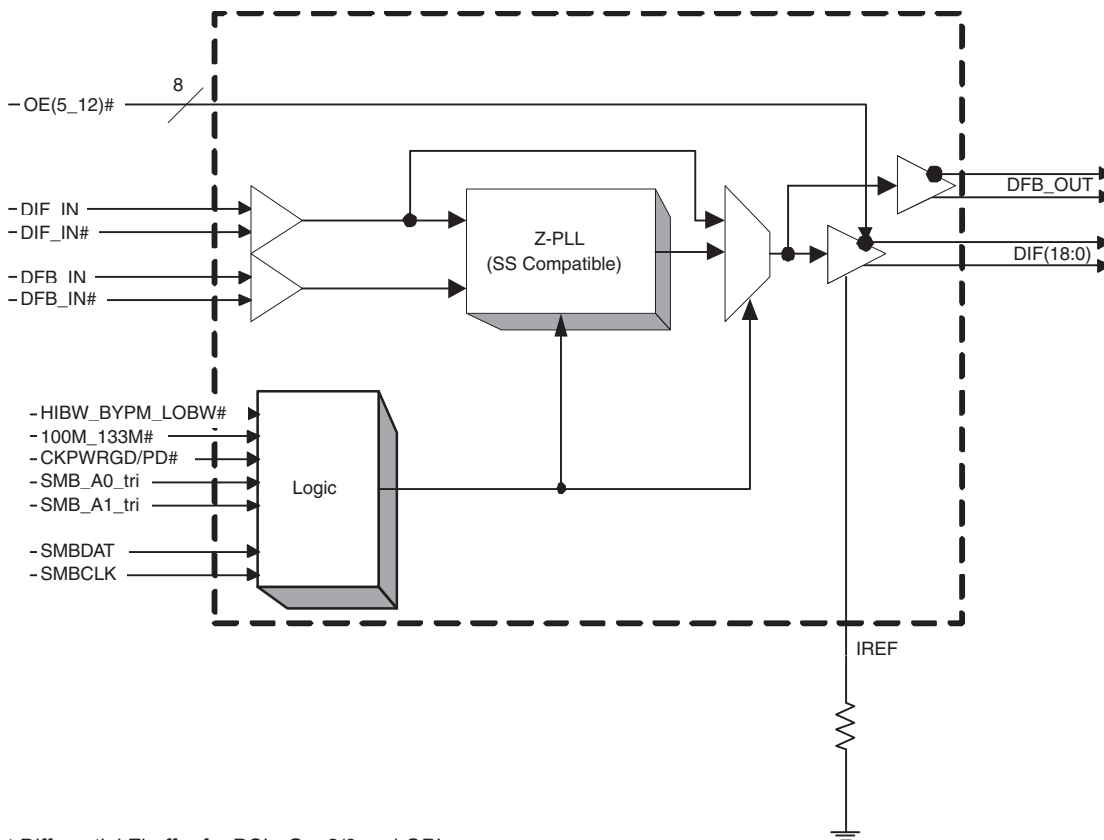 8
OE(5_12)#
DFB_OUT
DIF_IN
DIF_IN#
Z-PLL
(SS Compatible)
DIF(18:0)
DFB_IN
DFB_IN#
HIBW_BYPM_LOBW#
100M_133M#
CKPWRGD/PD#
SMB_A0_tri
SMB_A1_tri
Logic
SMBDAT
SMBCLK
IREF